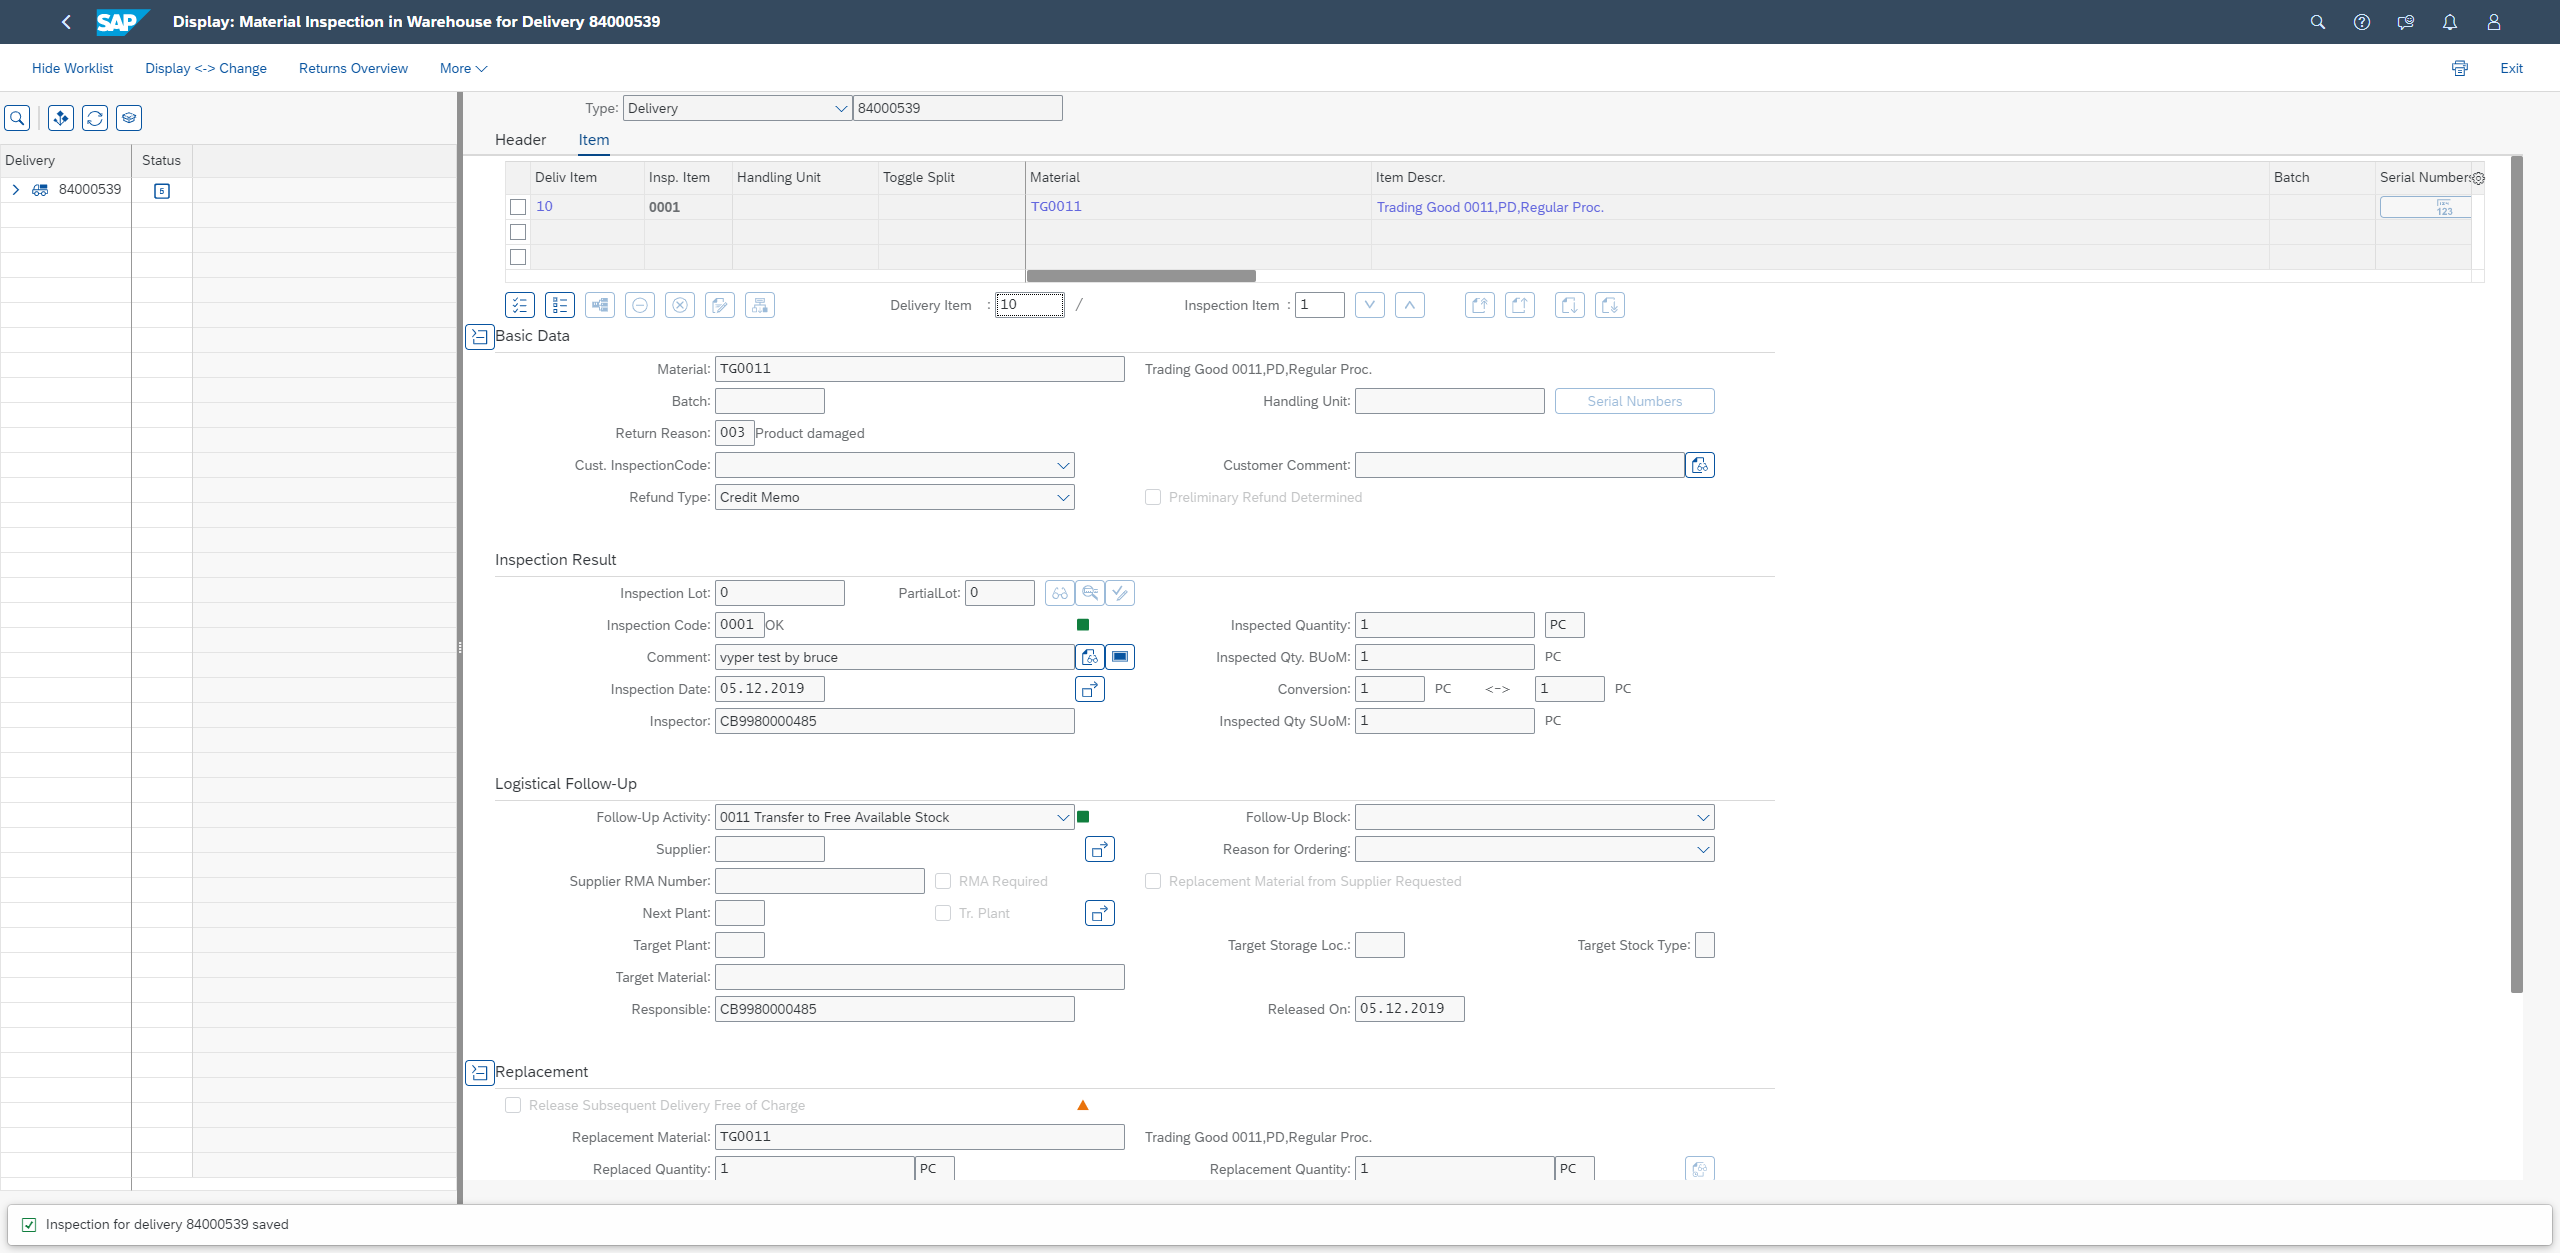 SAP Display: Material Inspection in Warehouse for Delivery 84000539
Hide Worklist Display <-> Change Returns Overview More Exit
Type: Delivery 84000539
Header Item
Delivery Status
84000539 5
Deliv Item Insp. Item Handling Unit Toggle Split Material Item Descr. Batch Serial Numbers
10 0001 TG0011 Trading Good 0011,PD,Regular Proc. 123
Delivery Item : 10 / Inspection Item : 1
Basic Data
Material: TG0011 Trading Good 0011,PD,Regular Proc.
Batch: Handling Unit: Serial Numbers
Return Reason: 003 Product damaged
Cust. InspectionCode: Customer Comment:
Refund Type: Credit Memo Preliminary Refund Determined
Inspection Result
Inspection Lot: 0 PartialLot: 0
Inspection Code: 0001 OK Inspected Quantity: 1 PC
Comment: vyper test by bruce Inspected Qty. BUoM: 1 PC
Inspection Date: 05.12.2019 Conversion: 1 PC <-> 1 PC
Inspector: CB9980000485 Inspected Qty SUoM: 1 PC
Logistical Follow-Up
Follow-Up Activity: 0011 Transfer to Free Available Stock Follow-Up Block:
Supplier: Reason for Ordering:
Supplier RMA Number: RMA Required Replacement Material from Supplier Requested
Next Plant: Tr. Plant
Target Plant: Target Storage Loc.: Target Stock Type:
Target Material:
Responsible: CB9980000485 Released On: 05.12.2019
Replacement
Release Subsequent Delivery Free of Charge
Replacement Material: TG0011 Trading Good 0011,PD,Regular Proc.
Replaced Quantity: 1 PC Replacement Quantity: 1 PC
Inspection for delivery 84000539 saved